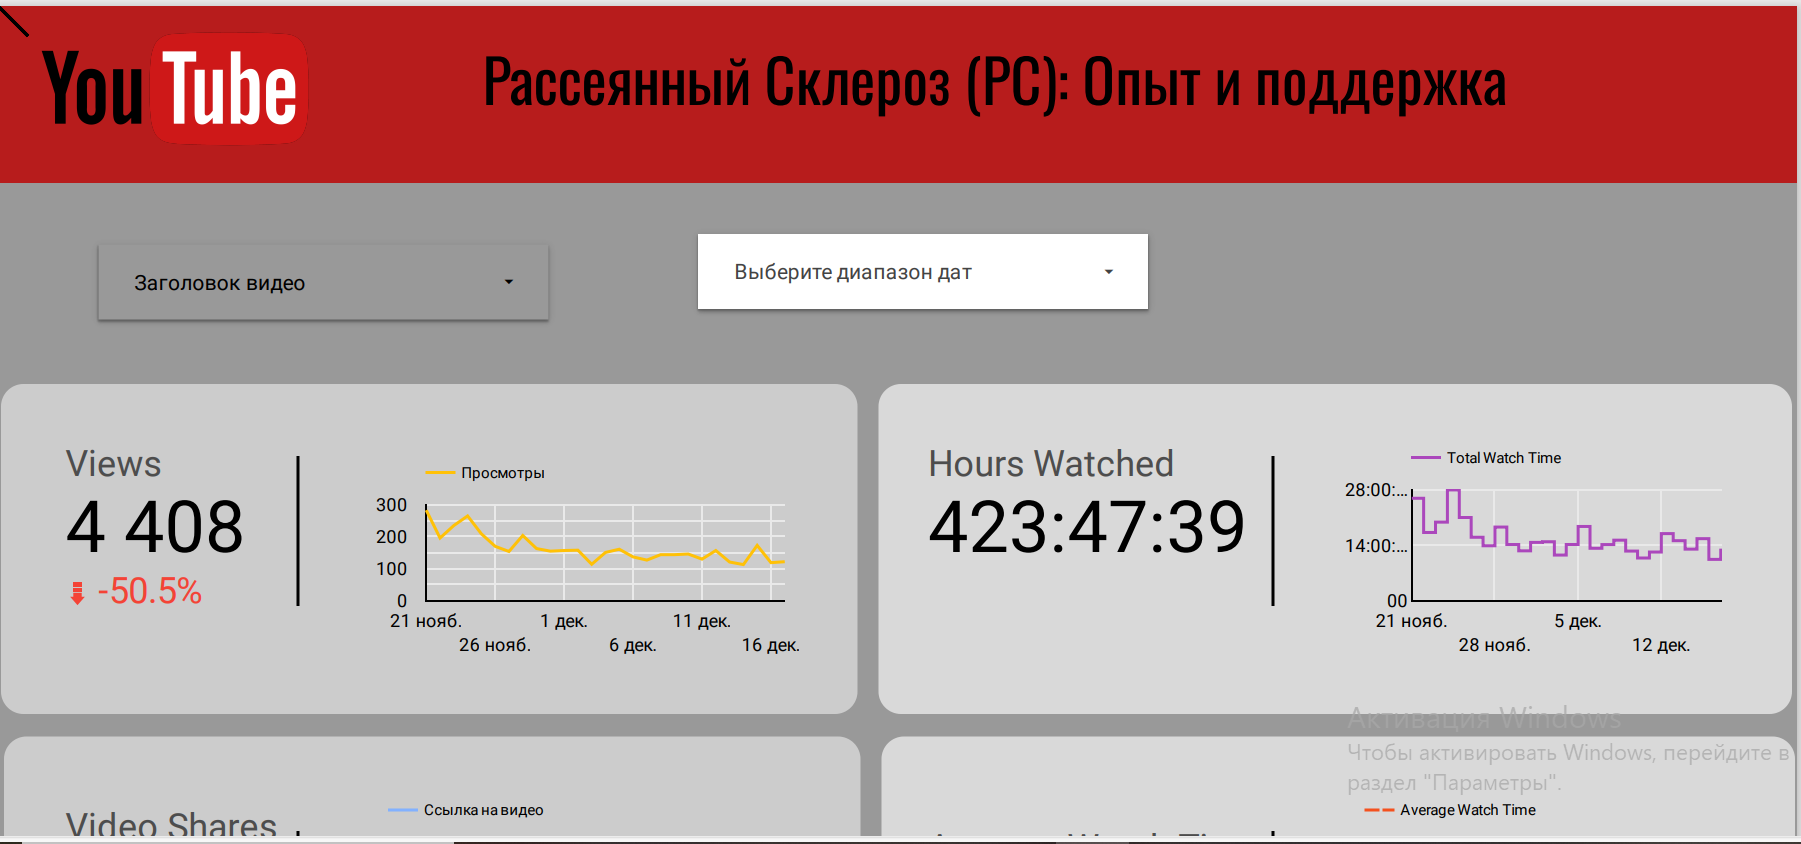 YouTube
Рассеянный Склероз (РС): Опыт и поддержка
Заголовок видео
Выберите диапазон дат
Views
4 408
-50.5%
Просмотры
300
200
100
0
21 нояб.
1 дек.
11 дек.
26 нояб.
6 дек.
16 дек.
Hours Watched
423:47:39
Total Watch Time
28:00:...
14:00:...
00
21 нояб.
5 дек.
28 нояб.
12 дек.
Активация Windows
Чтобы активировать Windows, перейдите в
раздел "Параметры".
Video Shares
Ссылка на видео
Average Watch Time